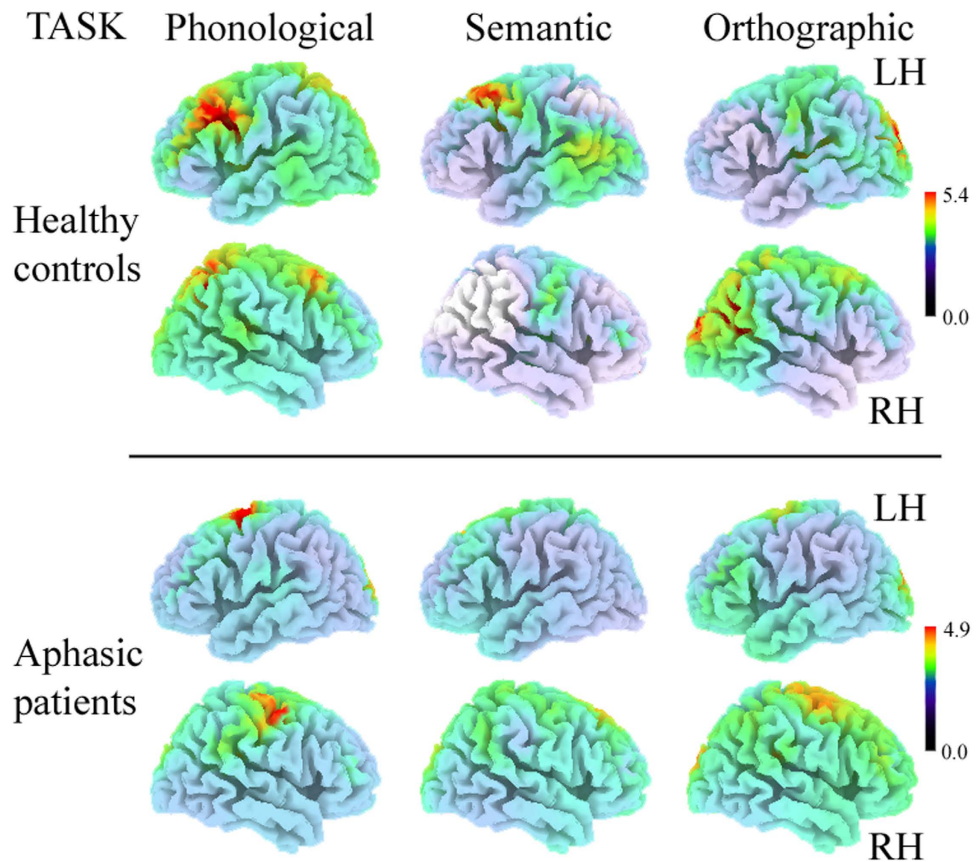 TASK Phonological Semantic Orthographic
LH
Healthy
controls
5.4
0.0
RH
LH
Aphasic
patients
4.9
0.0
RH